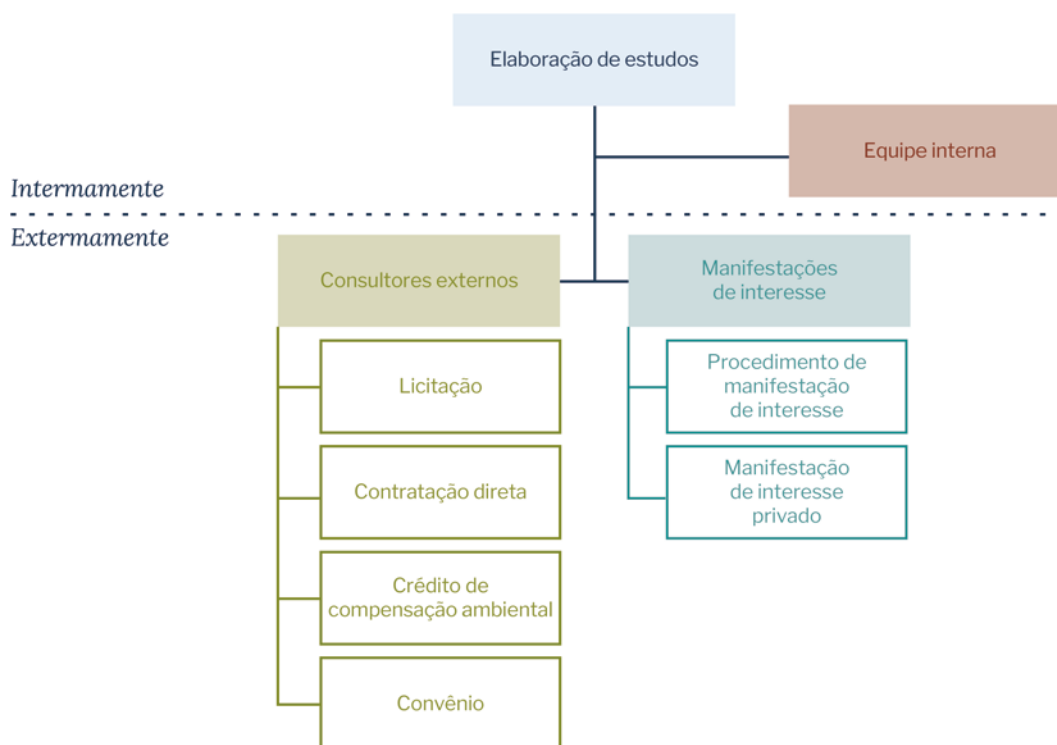 Elaboração de estudos
Equipe interna
Intermamente
Extermamente
Consultores externos
Manifestações
de interesse
Licitação
Contratação direta
Crédito de
compensação ambiental
Convênio
Procedimento de
manifestação
de interesse
Manifestação
de interesse
privado